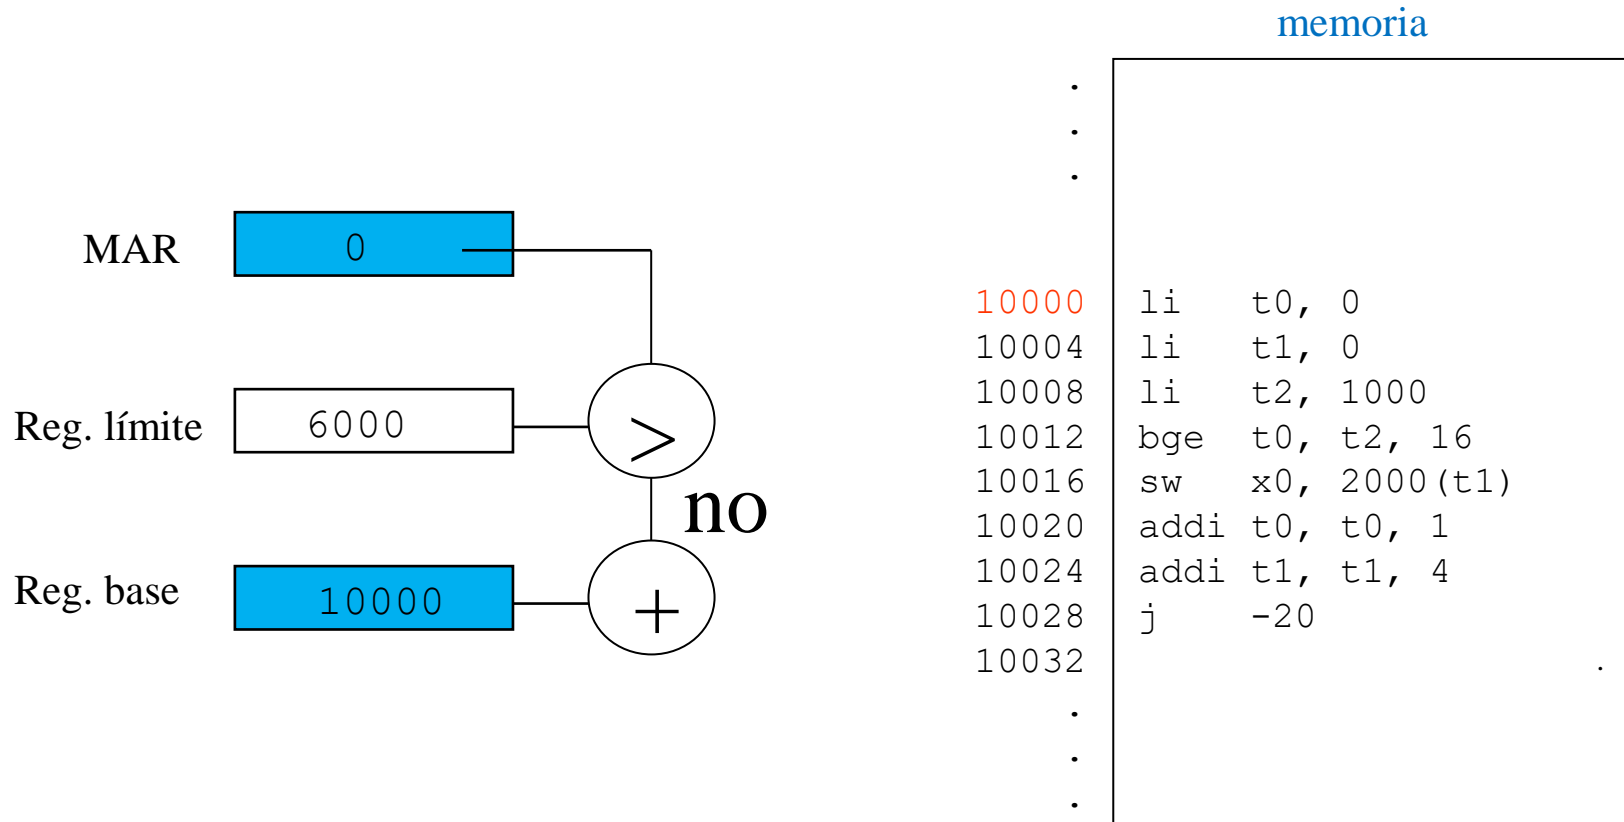 memoria
.
.
.
MAR 0
Reg. límite 6000 >
no
Reg. base 10000 +
10000 li t0, 0
10004 li t1, 0
10008 li t2, 1000
10012 bge t0, t2, 16
10016 sw x0, 2000(t1)
10020 addi t0, t0, 1
10024 addi t1, t1, 4
10028 j -20
10032 .
.
.
.